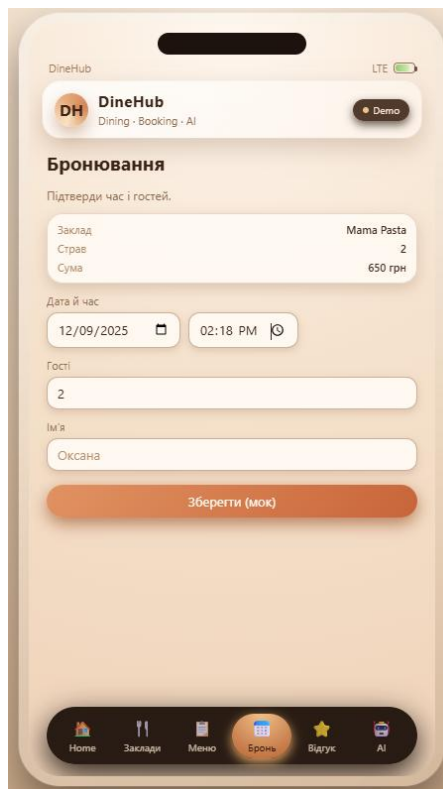 DineHub LTE
DH DineHub
Dining · Booking · AI
Demo
Бронювання
Підтверди час і гостей.
Заклад Mama Pasta
Страв 2
Сума 650 грн
Дата й час
12/09/2025 02:18 PM
Гості
2
Ім'я
Оксана
Зберегти (мок)
Home Заклади Меню Бронь Відгук AI